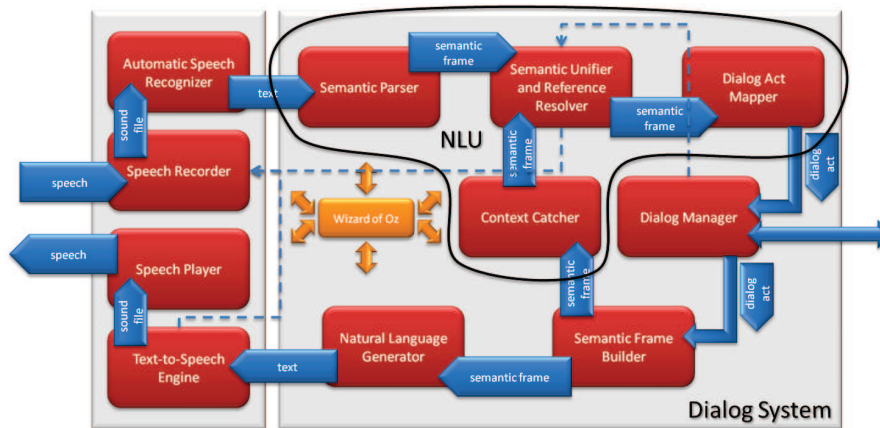 Automatic Speech
Recognizer
text
Semantic Parser
semantic
frame
Semantic Unifier
and Reference
Resolver
semantic
frame
Dialog Act
Mapper
sound
file
NLU
semantic
frame
dialog
act
speech
Speech Recorder
Wizard of Oz
Context Catcher
Dialog Manager
speech
Speech Player
semantic
frame
dialog
act
sound
file
Text-to-Speech
Engine
text
Natural Language
Generator
semantic frame
Semantic Frame
Builder
Dialog System